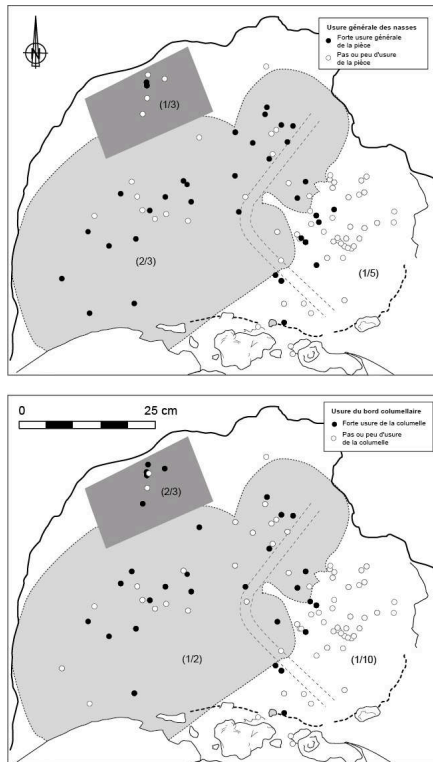 Usure générale des nasses
Forte usure générale
de la pièce
Pas ou peu d'usure
de la pièce
N
(1/3)
(2/3)
(1/5)
0 25 cm
Usure du bord columellaire
Forte usure de la columelle
Pas ou peu d'usure
de la columelle
(2/3)
(1/2)
(1/10)